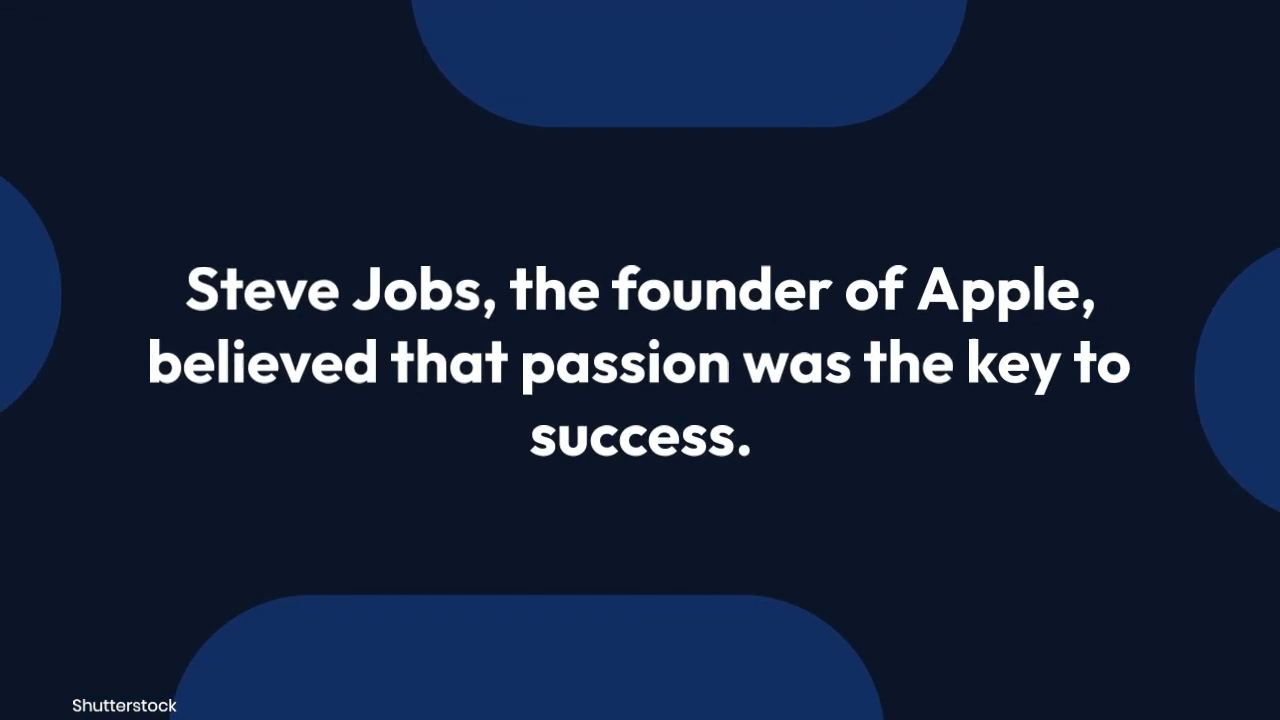 Steve Jobs, the founder of Apple,
believed that passion was the key to
success.
Shutterstock